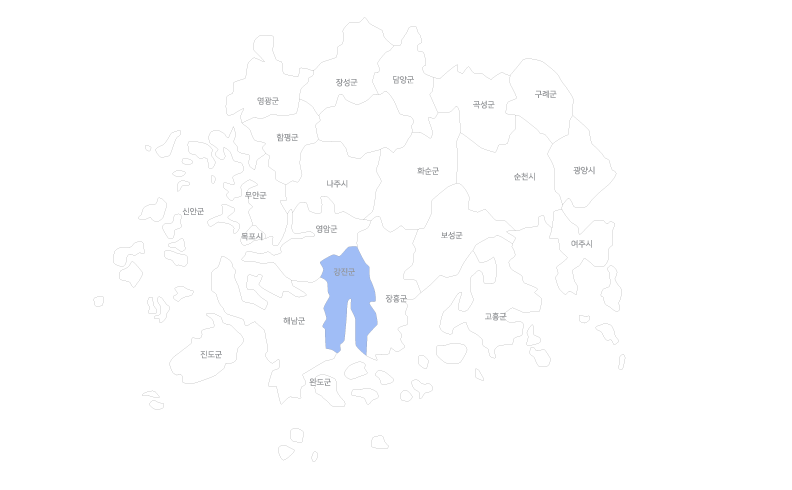 장성군
담양군
구례군
영광군
곡성군
함평군
화순군
광양시
순천시
나주시
무안군
신안군
영암군
목포시
보성군
여수시
강진군
장흥군
고흥군
해남군
진도군
완도군